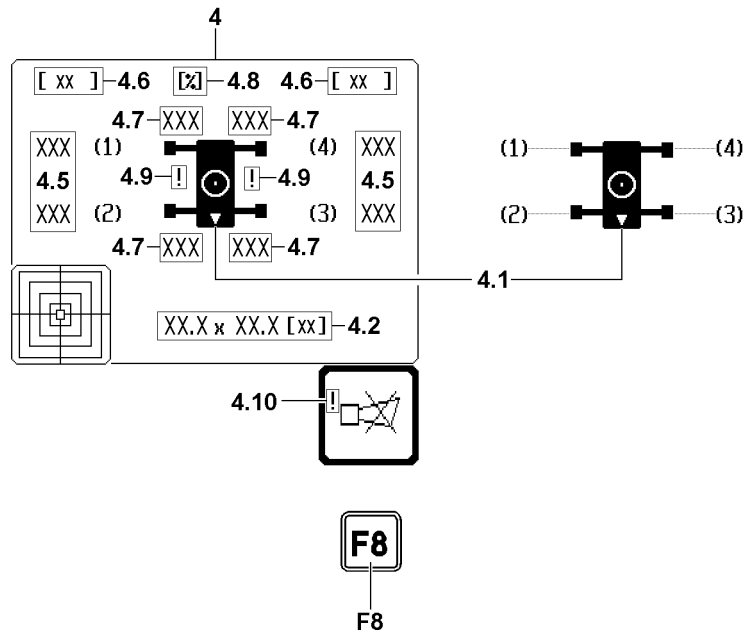 4
[ xx ] 4.6 [%] 4.8 4.6 [ xx ]
4.7 XXX XXX 4.7
XXX (1) (4) XXX (1) (4)
4.5 4.9 ! ! 4.9 4.5
XXX (2) (3) XXX (2) (3)
4.7 XXX XXX 4.7
4.1
XX.X x XX.X [xx] 4.2
4.10 !
F8
F8